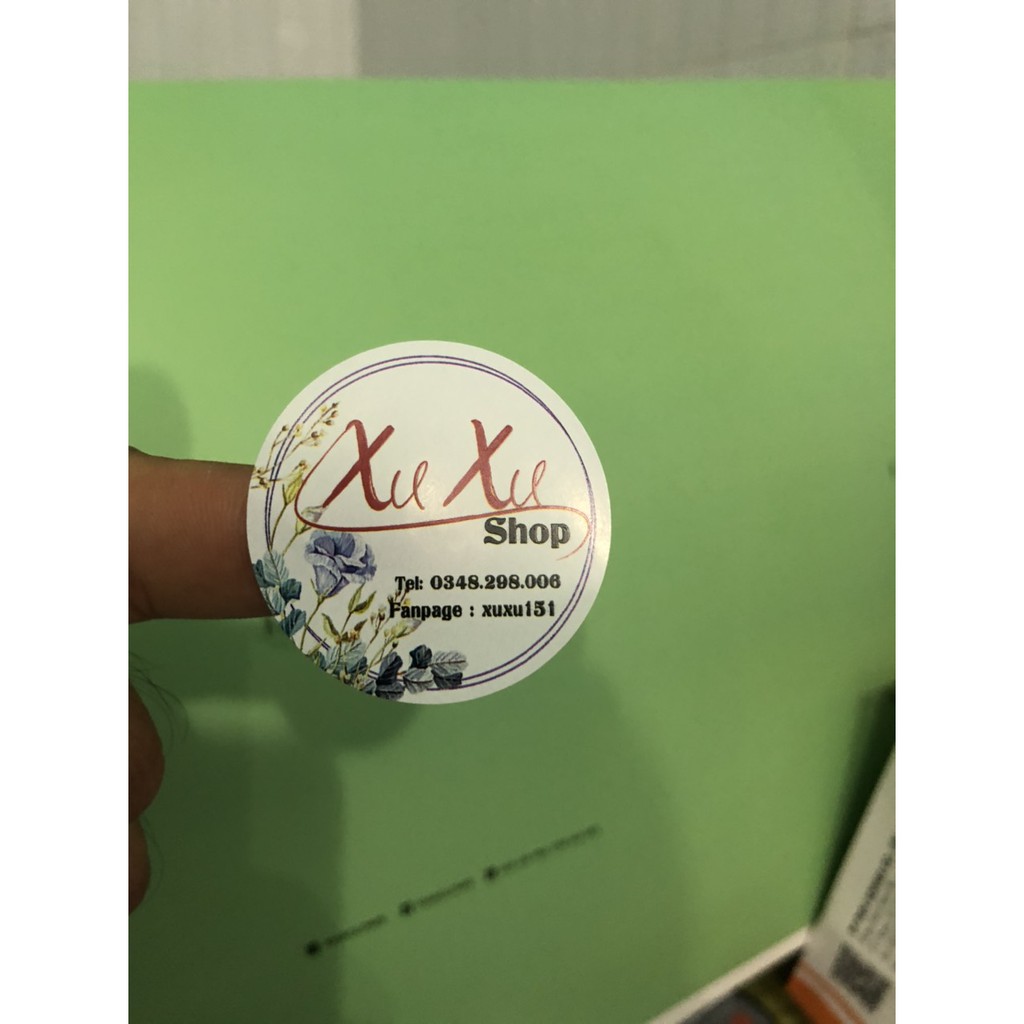 Xu Xu
Shop
Tel: 0348.298.006
Fanpage : xuxu151